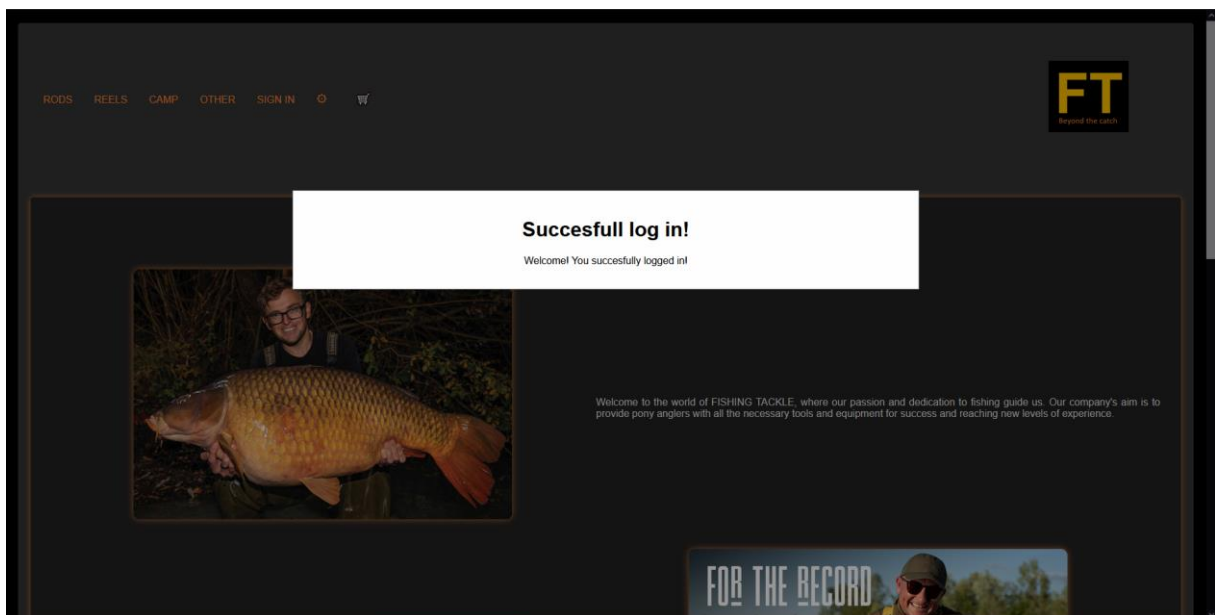 RODS REELS CAMP OTHER SIGN IN
FT
Beyond the catch
Succesfull log in!
Welcome! You succesfully logged in!
Welcome to the world of FISHING TACKLE, where our passion and dedication to fishing guide us. Our company's aim is to
provide pony anglers with all the necessary tools and equipment for success and reaching new levels of experience.
FOR THE RECORD